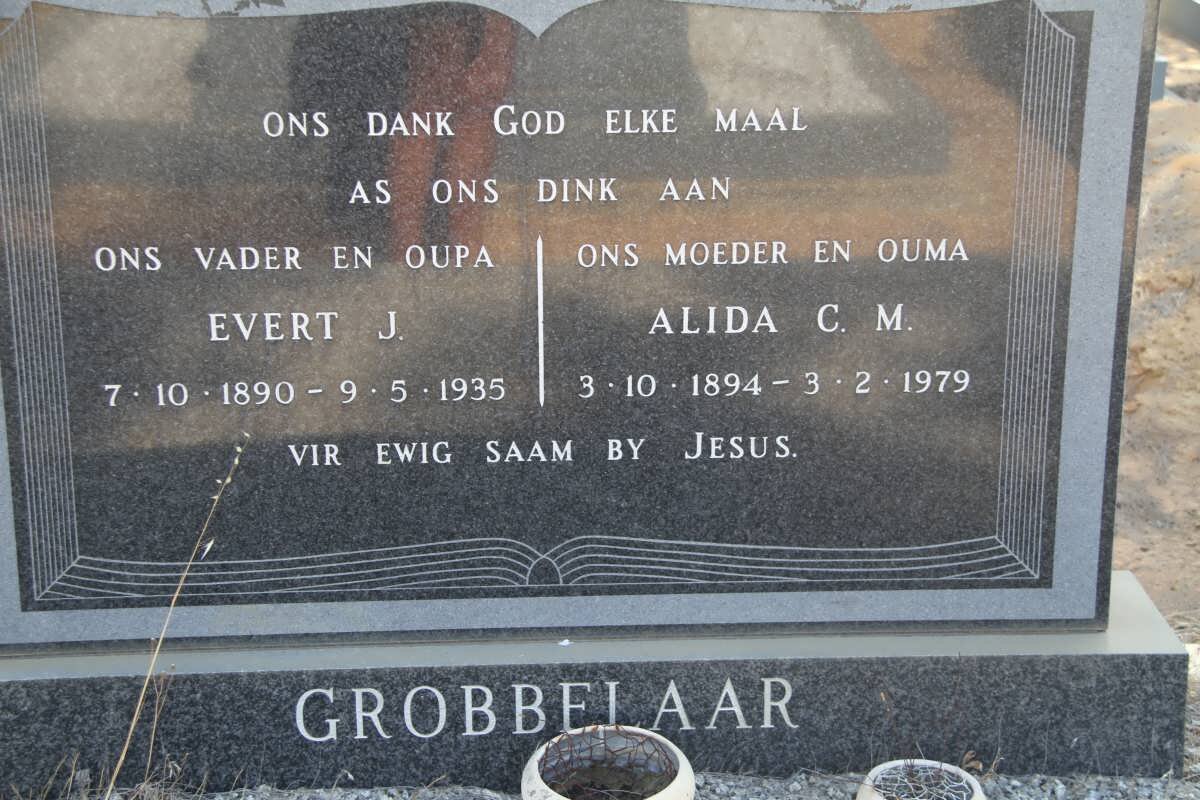 ONS DANK GOD ELKE MAAL
AS ONS DINK AAN
ONS VADER EN OUPA
EVERT J.
7·10·1890 – 9·5·1935
ONS MOEDER EN OUMA
ALIDA C. M.
3·10·1894 – 3·2·1979
VIR EWIG SAAM BY JESUS.
GROBBELAAR